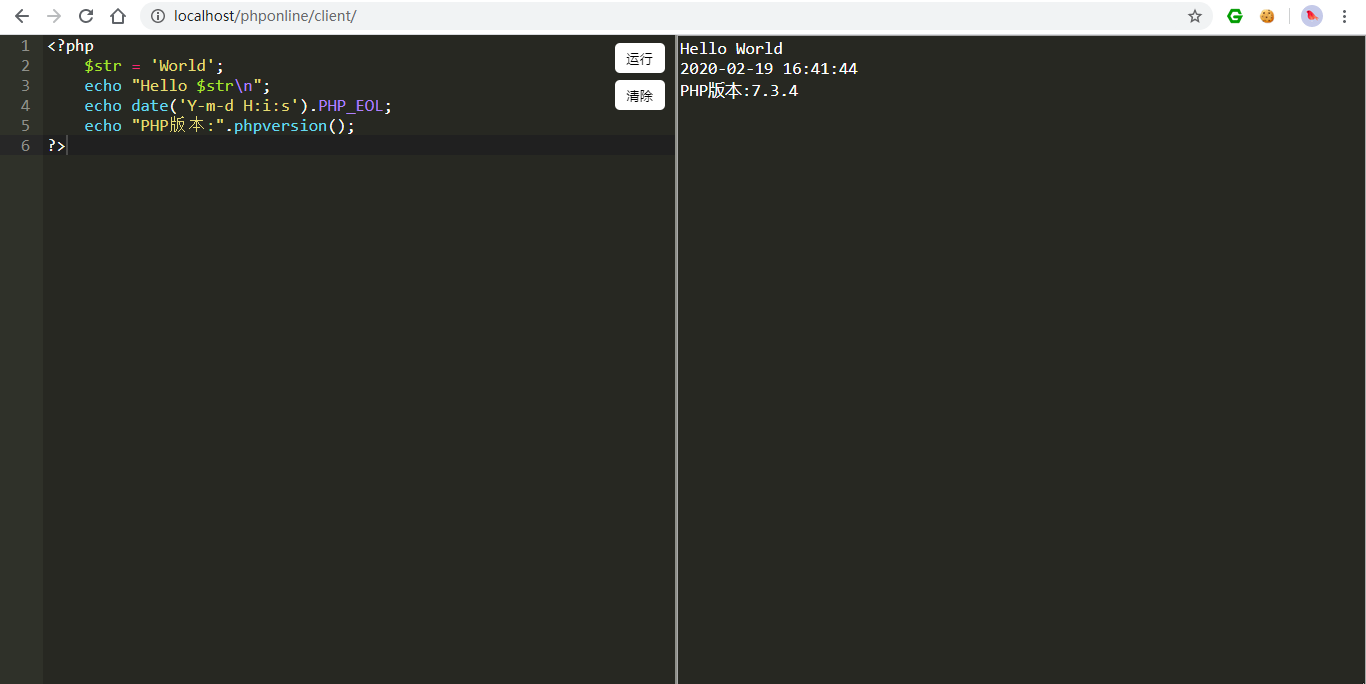 localhost/phponline/client/
1 <?php
2     $str = 'World';
3     echo "Hello $str\n";
4     echo date('Y-m-d H:i:s').PHP_EOL;
5     echo "PHP版本:".phpversion();
6 ?>
运行
清除
Hello World
2020-02-19 16:41:44
PHP版本:7.3.4